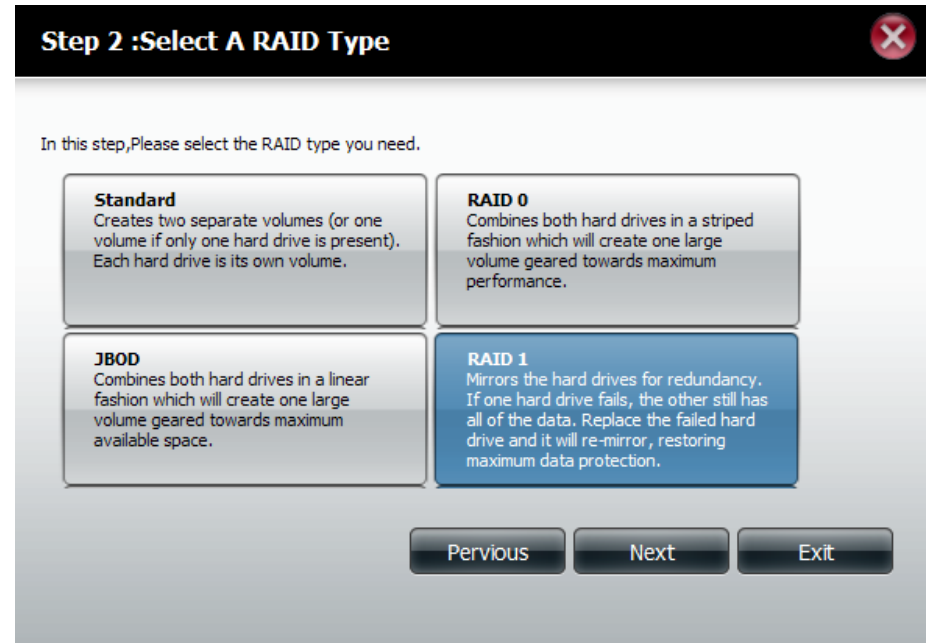 Step 2 :Select A RAID Type
In this step,Please select the RAID type you need.
Standard
Creates two separate volumes (or one
volume if only one hard drive is present).
Each hard drive is its own volume.
RAID 0
Combines both hard drives in a striped
fashion which will create one large
volume geared towards maximum
performance.
JBOD
Combines both hard drives in a linear
fashion which will create one large
volume geared towards maximum
available space.
RAID 1
Mirrors the hard drives for redundancy.
If one hard drive fails, the other still has
all of the data. Replace the failed hard
drive and it will re-mirror, restoring
maximum data protection.
Pervious
Next
Exit